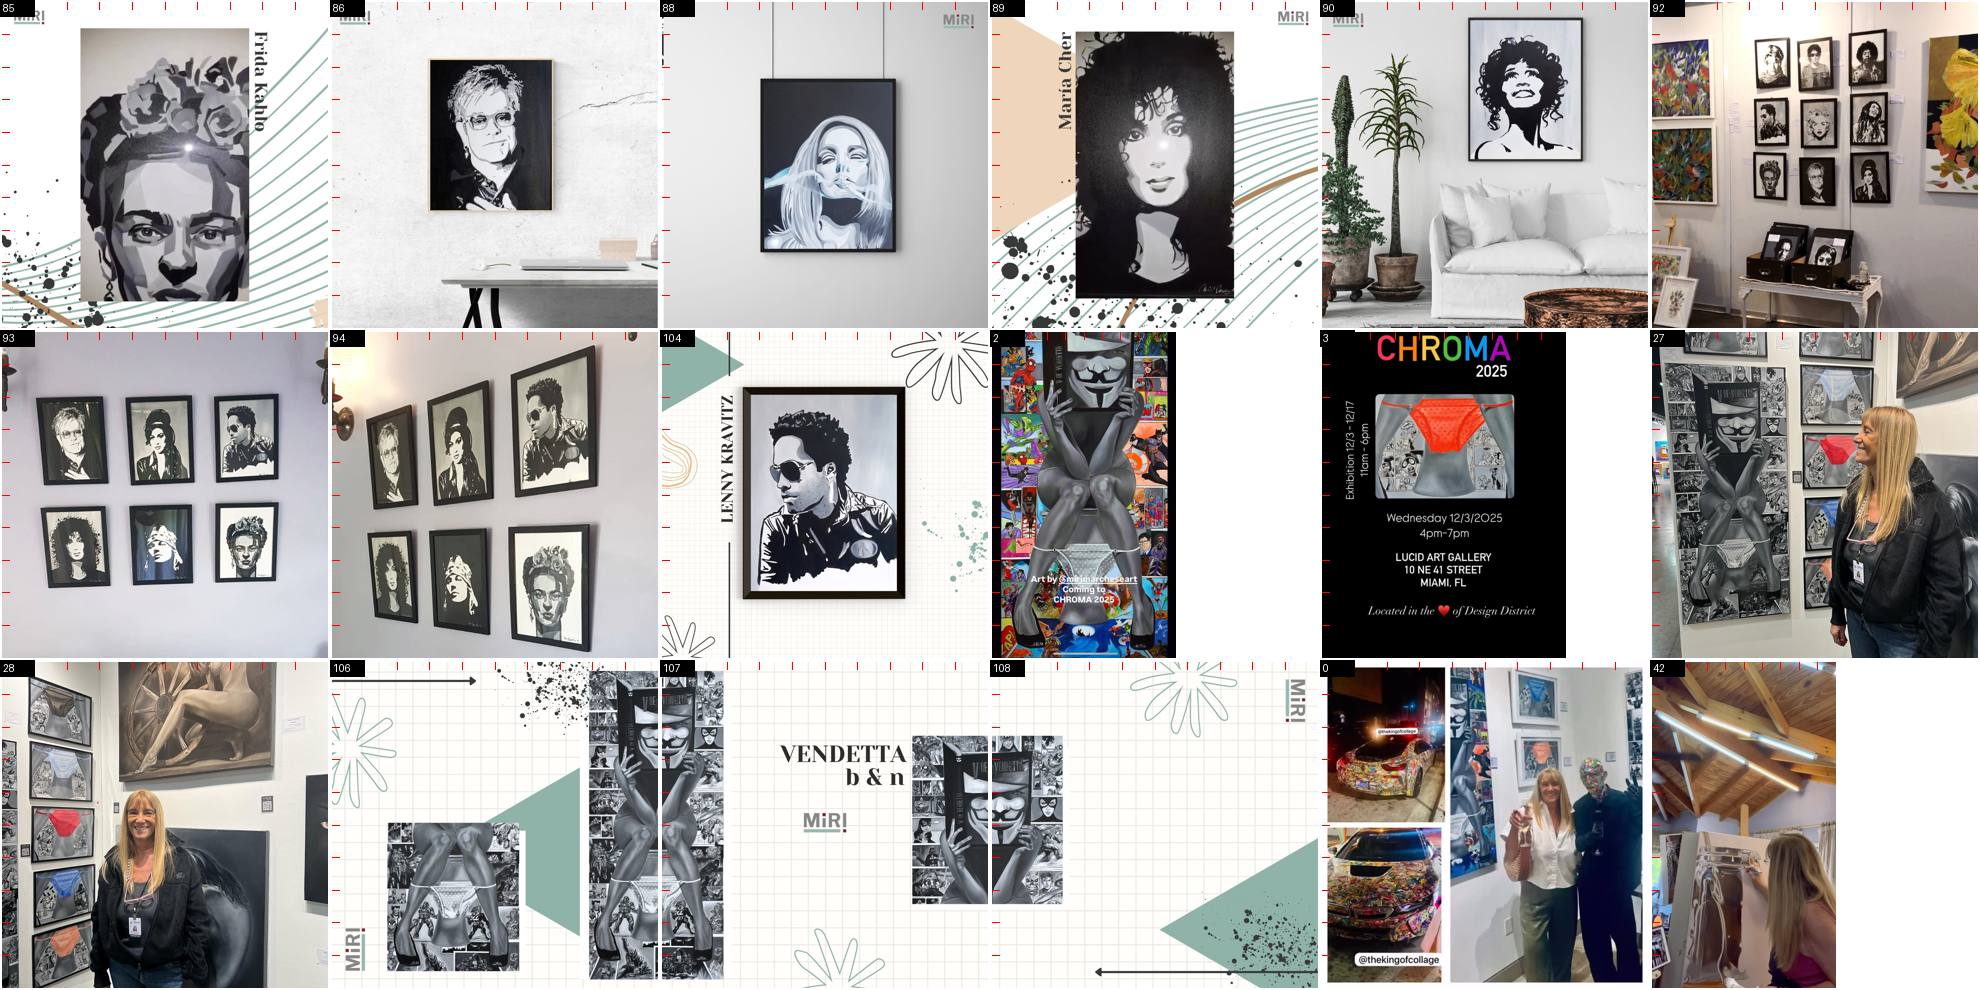 85
MiRI
Frida Kahlo
86
MiRI
88
MiRI
89
MiRI
María Cher
90
MiRI
92
93
94
104
LENNY KRAVITZ
2
Art by @mirimarcheseart
Coming to
CHROMA 2025
3
CHROMA
2025
Exhibition 12/3 - 12/17
11am - 6pm
Wednesday 12/3/2025
4pm-7pm
LUCID ART GALLERY
10 NE 41 STREET
MIAMI, FL
Located in the ❤️ of Design District
27
28
106
MiRI
107
VENDETTA
b & n
MiRI
108
MiRI
0
@thekingofcollage
@thekingofcollage
42